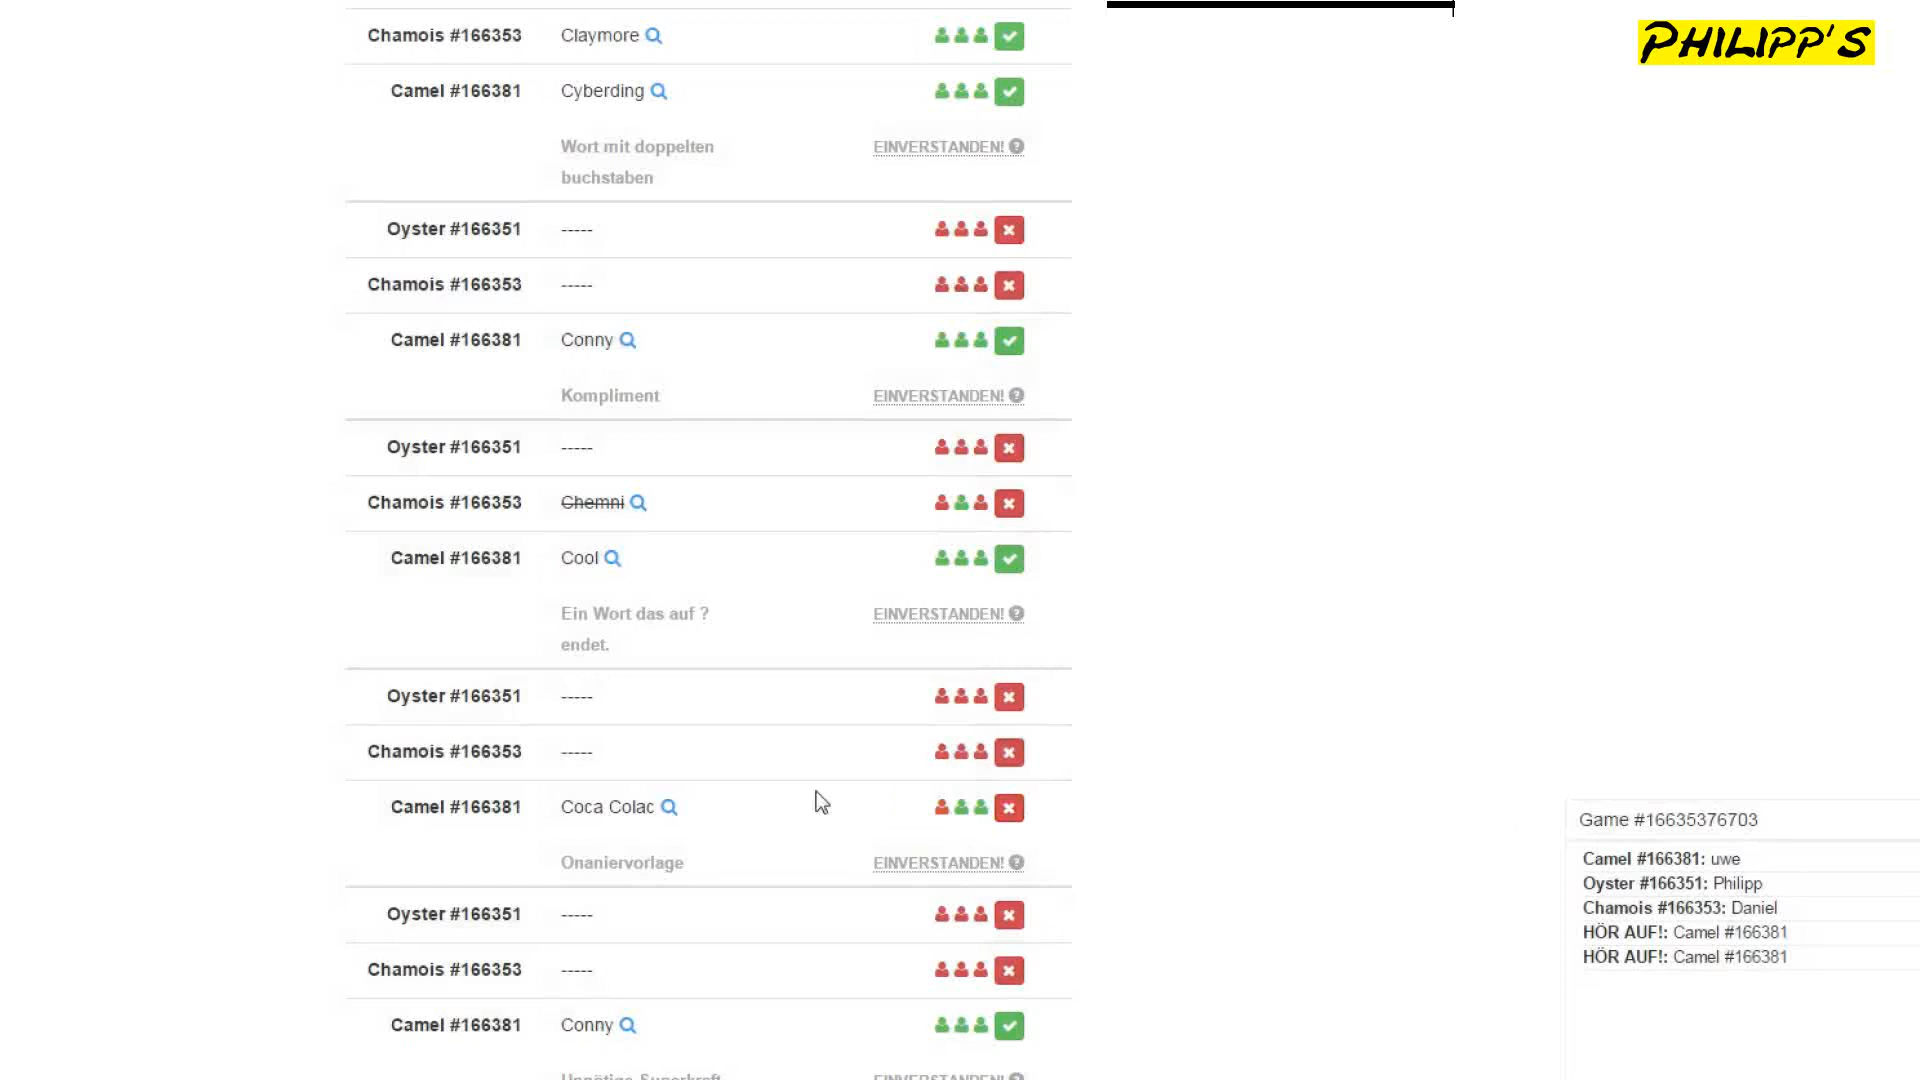 PHILIPP'S
Chamois #166353 Claymore
Camel #166381 Cyberding
Wort mit doppelten EINVERSTANDEN!
buchstaben
Oyster #166351 -----
Chamois #166353 -----
Camel #166381 Conny
Kompliment EINVERSTANDEN!
Oyster #166351 -----
Chamois #166353 Chemni
Camel #166381 Cool
Ein Wort das auf ? EINVERSTANDEN!
endet.
Oyster #166351 -----
Chamois #166353 -----
Camel #166381 Coca Colac
Onaniervorlage EINVERSTANDEN!
Oyster #166351 -----
Chamois #166353 -----
Camel #166381 Conny
Unnötige Superkraft EINVERSTANDEN!
Game #16635376703
Camel #166381: uwe
Oyster #166351: Philipp
Chamois #166353: Daniel
HÖR AUF!: Camel #166381
HÖR AUF!: Camel #166381